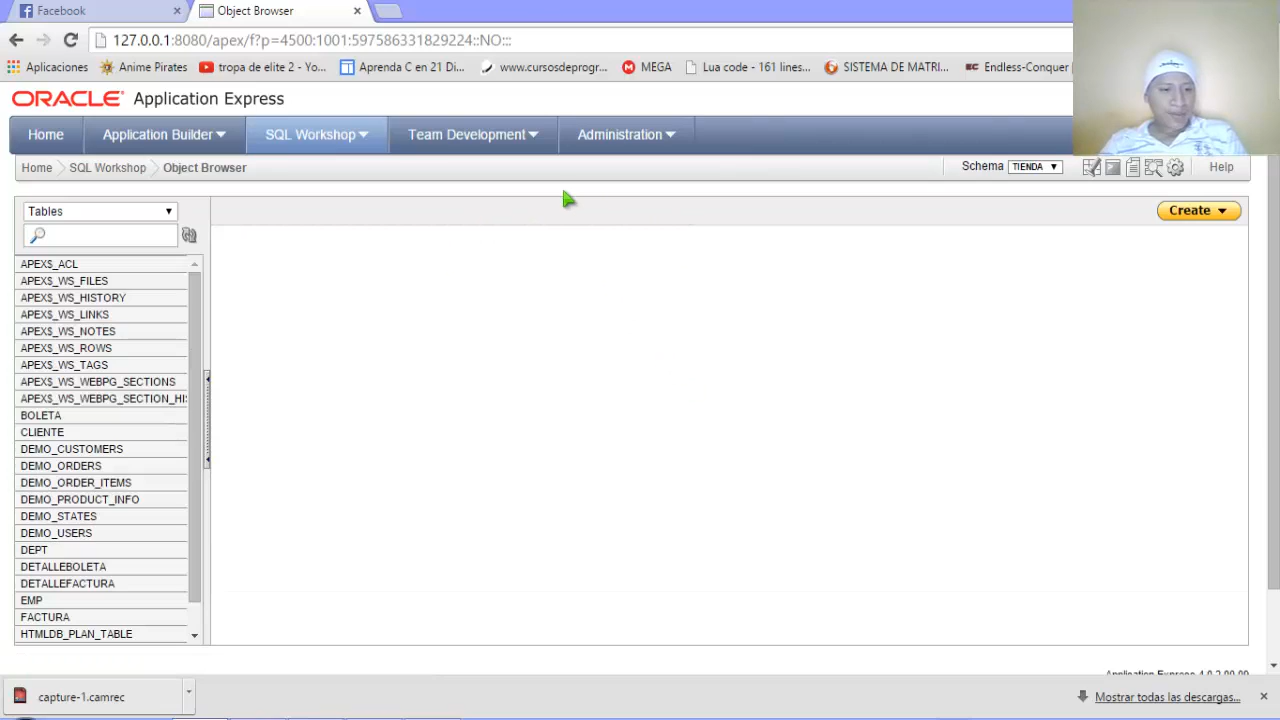 Facebook
Object Browser
127.0.0.1:8080/apex/f?p=4500:1001:597586331829224::NO:::
Aplicaciones
Anime Pirates
tropa de elite 2 - Yo...
Aprenda C en 21 Di...
www.cursosdeprogr...
MEGA
Lua code - 161 lines...
SISTEMA DE MATRI...
EC Endless-Conquer
ORACLE Application Express
Home
Application Builder
SQL Workshop
Team Development
Administration
Home
SQL Workshop
Object Browser
Schema
TIENDA
Help
Tables
Create
APEX$_ACL
APEX$_WS_FILES
APEX$_WS_HISTORY
APEX$_WS_LINKS
APEX$_WS_NOTES
APEX$_WS_ROWS
APEX$_WS_TAGS
APEX$_WS_WEBPG_SECTIONS
APEX$_WS_WEBPG_SECTION_HI
BOLETA
CLIENTE
DEMO_CUSTOMERS
DEMO_ORDERS
DEMO_ORDER_ITEMS
DEMO_PRODUCT_INFO
DEMO_STATES
DEMO_USERS
DEPT
DETALLEBOLETA
DETALLEFACTURA
EMP
FACTURA
HTMLDB_PLAN_TABLE
Application Express
capture-1.camrec
Mostrar todas las descargas...